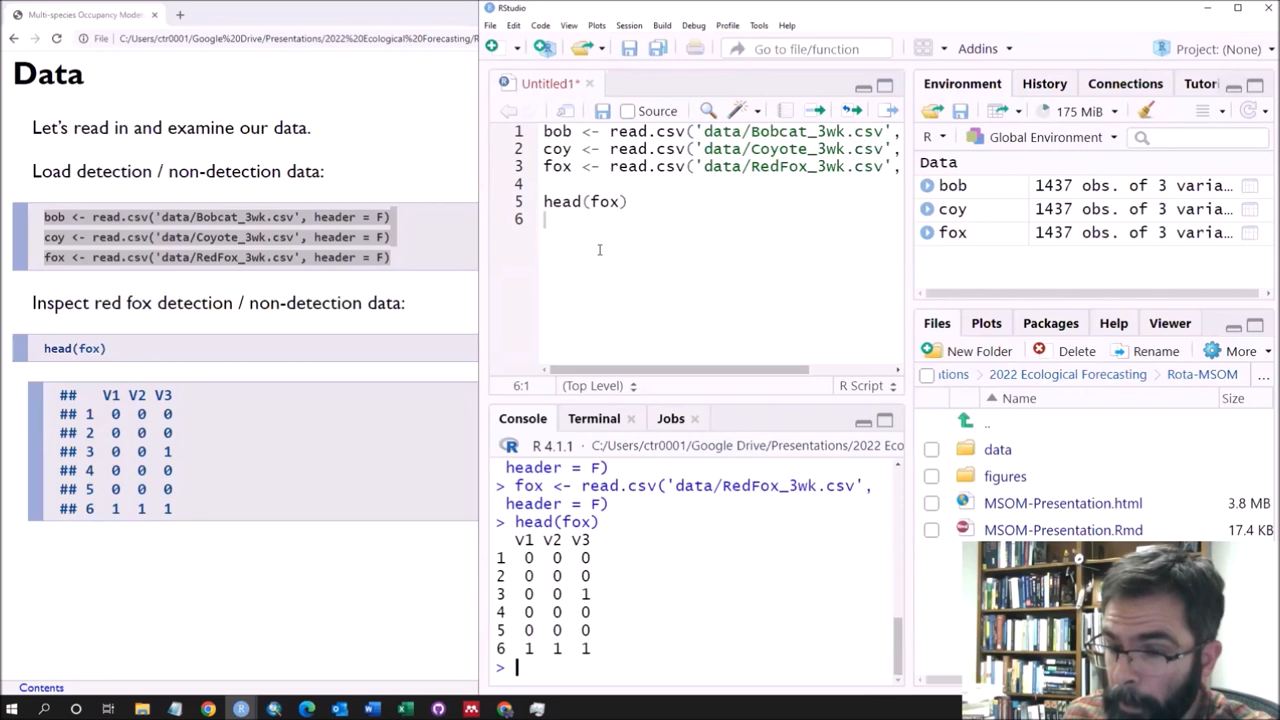 Multi-species Occupancy Model
File C:/Users/ctr0001/Google%20Drive/Presentations/2022%20Ecological%20Forecasting/R
Data
Let's read in and examine our data.
Load detection / non-detection data:
bob <- read.csv('data/Bobcat_3wk.csv', header = F)
coy <- read.csv('data/Coyote_3wk.csv', header = F)
fox <- read.csv('data/RedFox_3wk.csv', header = F)
Inspect red fox detection / non-detection data:
head(fox)
## V1 V2 V3
## 1 0 0 0
## 2 0 0 0
## 3 0 0 1
## 4 0 0 0
## 5 0 0 0
## 6 1 1 1
Contents
RStudio
File Edit Code View Plots Session Build Debug Profile Tools Help
Go to file/function
Addins
Project: (None)
Untitled1*
Source
1 bob <- read.csv('data/Bobcat_3wk.csv',
2 coy <- read.csv('data/Coyote_3wk.csv',
3 fox <- read.csv('data/RedFox_3wk.csv',
4
5 head(fox)
6
6:1 (Top Level) R Script
Console Terminal Jobs
R 4.1.1 · C:/Users/ctr0001/Google Drive/Presentations/2022 Eco
header = F)
> fox <- read.csv('data/RedFox_3wk.csv',
header = F)
> head(fox)
V1 V2 V3
1 0 0 0
2 0 0 0
3 0 0 1
4 0 0 0
5 0 0 0
6 1 1 1
>
Environment History Connections Tutor
175 MiB
R Global Environment
Data
bob 1437 obs. of 3 varia…
coy 1437 obs. of 3 varia…
fox 1437 obs. of 3 varia…
Files Plots Packages Help Viewer
New Folder Delete Rename More
tions 2022 Ecological Forecasting Rota-MSOM ...
Name Size
..
data
figures
MSOM-Presentation.html 3.8 MB
MSOM-Presentation.Rmd 17.4 KB